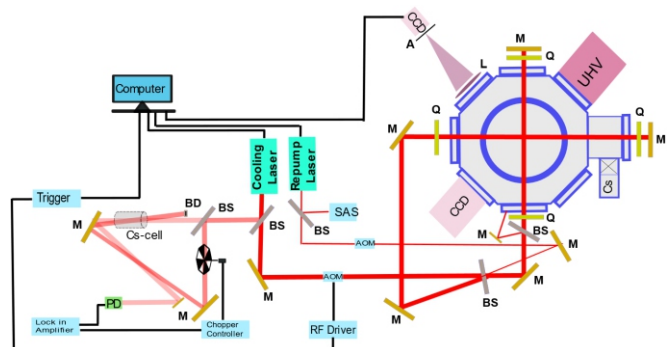 CCD
A
L
M
Q
UHV
Computer
Q
Q
M
M
Cooling
Laser
Repump
Laser
Cs
Trigger
BD
BS
SAS
CCD
Q
M
Cs-cell
BS
BS
M
BS
M
AOM
AOM
M
BS
M
PD
M
M
Lock in
Amplifier
Chopper
Controller
RF Driver